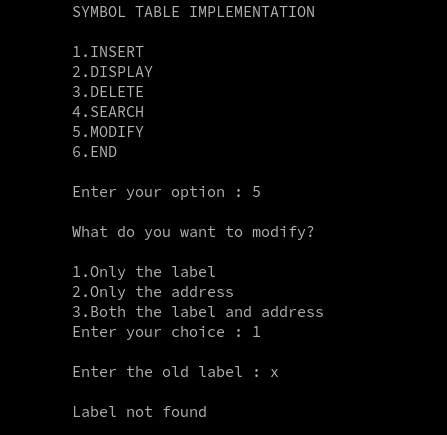 SYMBOL TABLE IMPLEMENTATION
1.INSERT
2.DISPLAY
3.DELETE
4.SEARCH
5.MODIFY
6.END
Enter your option : 5
What do you want to modify?
1.Only the label
2.Only the address
3.Both the label and address
Enter your choice : 1
Enter the old label : x
Label not found